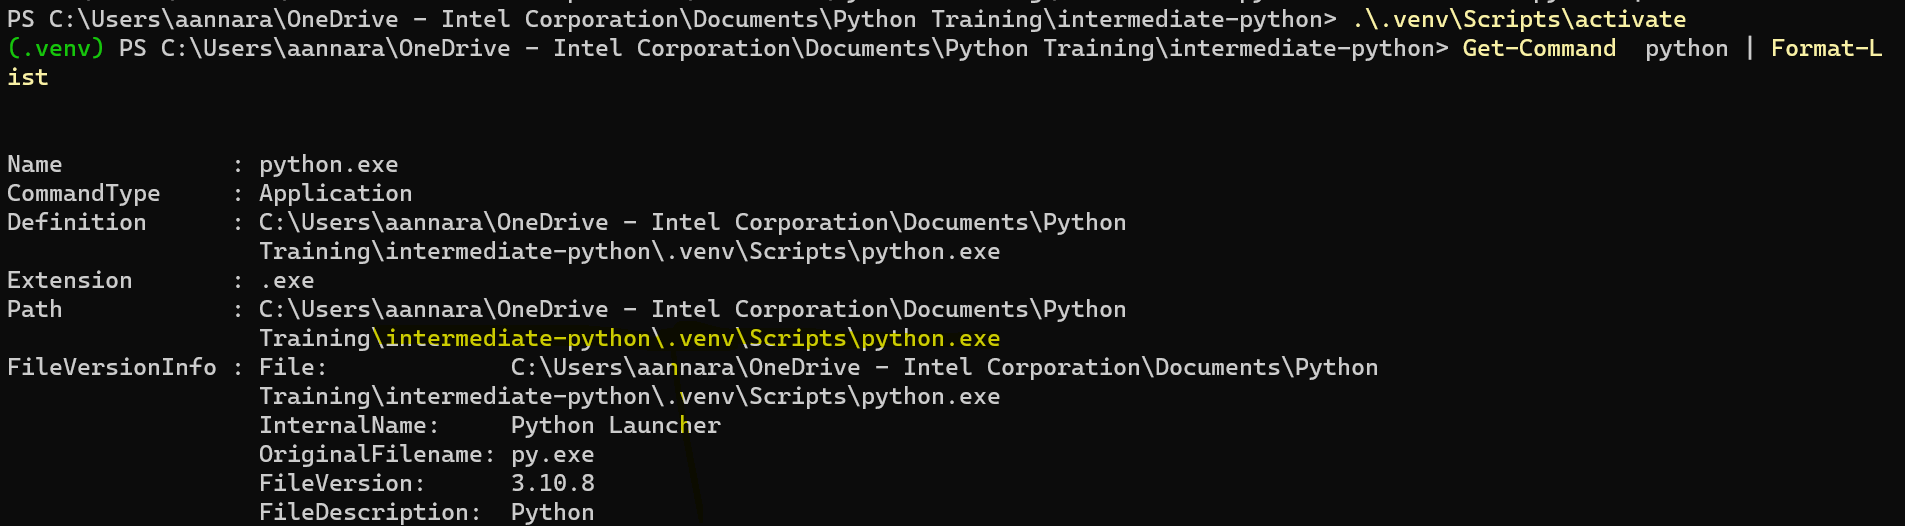 PS C:\Users\aannara\OneDrive - Intel Corporation\Documents\Python Training\intermediate-python> .\.venv\Scripts\activate
(.venv) PS C:\Users\aannara\OneDrive - Intel Corporation\Documents\Python Training\intermediate-python> Get-Command  python | Format-L
ist
Name            : python.exe
CommandType     : Application
Definition      : C:\Users\aannara\OneDrive - Intel Corporation\Documents\Python
                  Training\intermediate-python\.venv\Scripts\python.exe
Extension       : .exe
Path            : C:\Users\aannara\OneDrive - Intel Corporation\Documents\Python
                  Training\intermediate-python\.venv\Scripts\python.exe
FileVersionInfo : File:             C:\Users\aannara\OneDrive - Intel Corporation\Documents\Python
                  Training\intermediate-python\.venv\Scripts\python.exe
                  InternalName:     Python Launcher
                  OriginalFilename: py.exe
                  FileVersion:      3.10.8
                  FileDescription:  Python